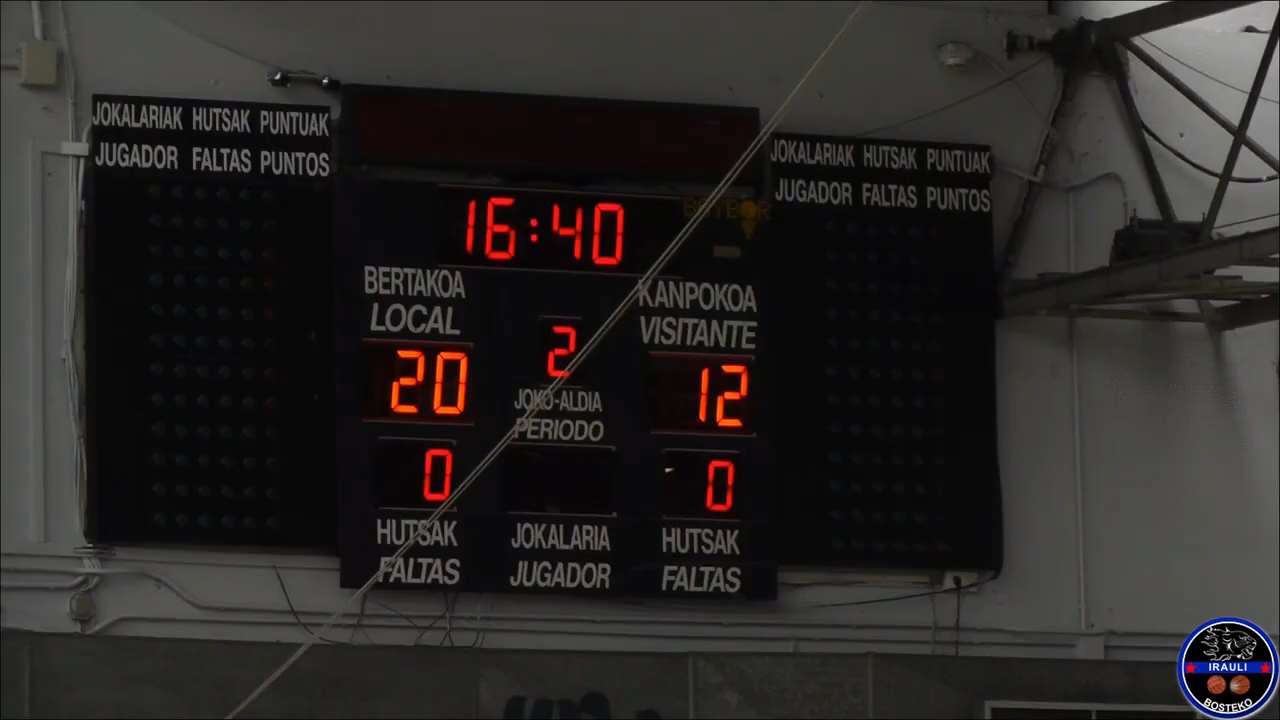 JOKALARIAK HUTSAK PUNTUAK
JUGADOR FALTAS PUNTOS
16:40
BERTAKOA
LOCAL
20
0
HUTSAK
FALTAS
2
JOKO-ALDIA
PERIODO
JOKALARIA
JUGADOR
KANPOKOA
VISITANTE
12
0
HUTSAK
FALTAS
JOKALARIAK HUTSAK PUNTUAK
JUGADOR FALTAS PUNTOS
IRAULI
BOSTEKO